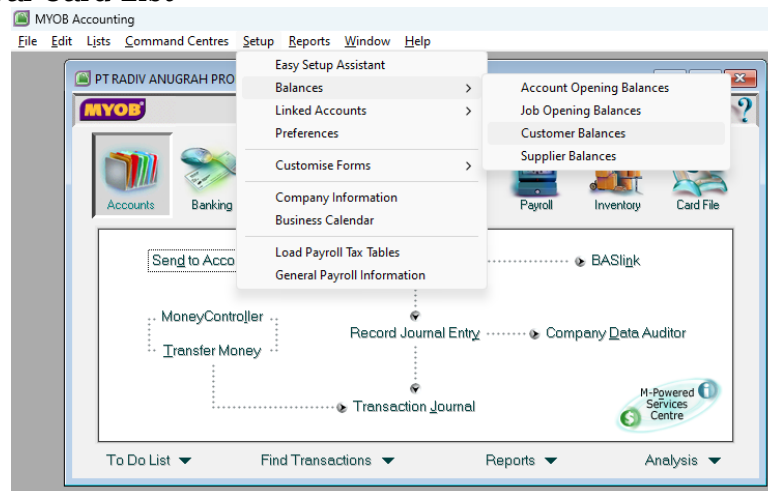 MYOB Accounting
File Edit Lists Command Centres Setup Reports Window Help
Easy Setup Assistant
Balances
Linked Accounts
Preferences
Customise Forms
Company Information
Business Calendar
Load Payroll Tax Tables
General Payroll Information
Account Opening Balances
Job Opening Balances
Customer Balances
Supplier Balances
PT RADIV ANUGRAH PRO
MYOB
?
Accounts Banking Payroll Inventory Card File
Send to Acco
BASlink
MoneyController
Record Journal Entry
Company Data Auditor
Transfer Money
Transaction Journal
M-Powered
Services
Centre
To Do List Find Transactions Reports Analysis